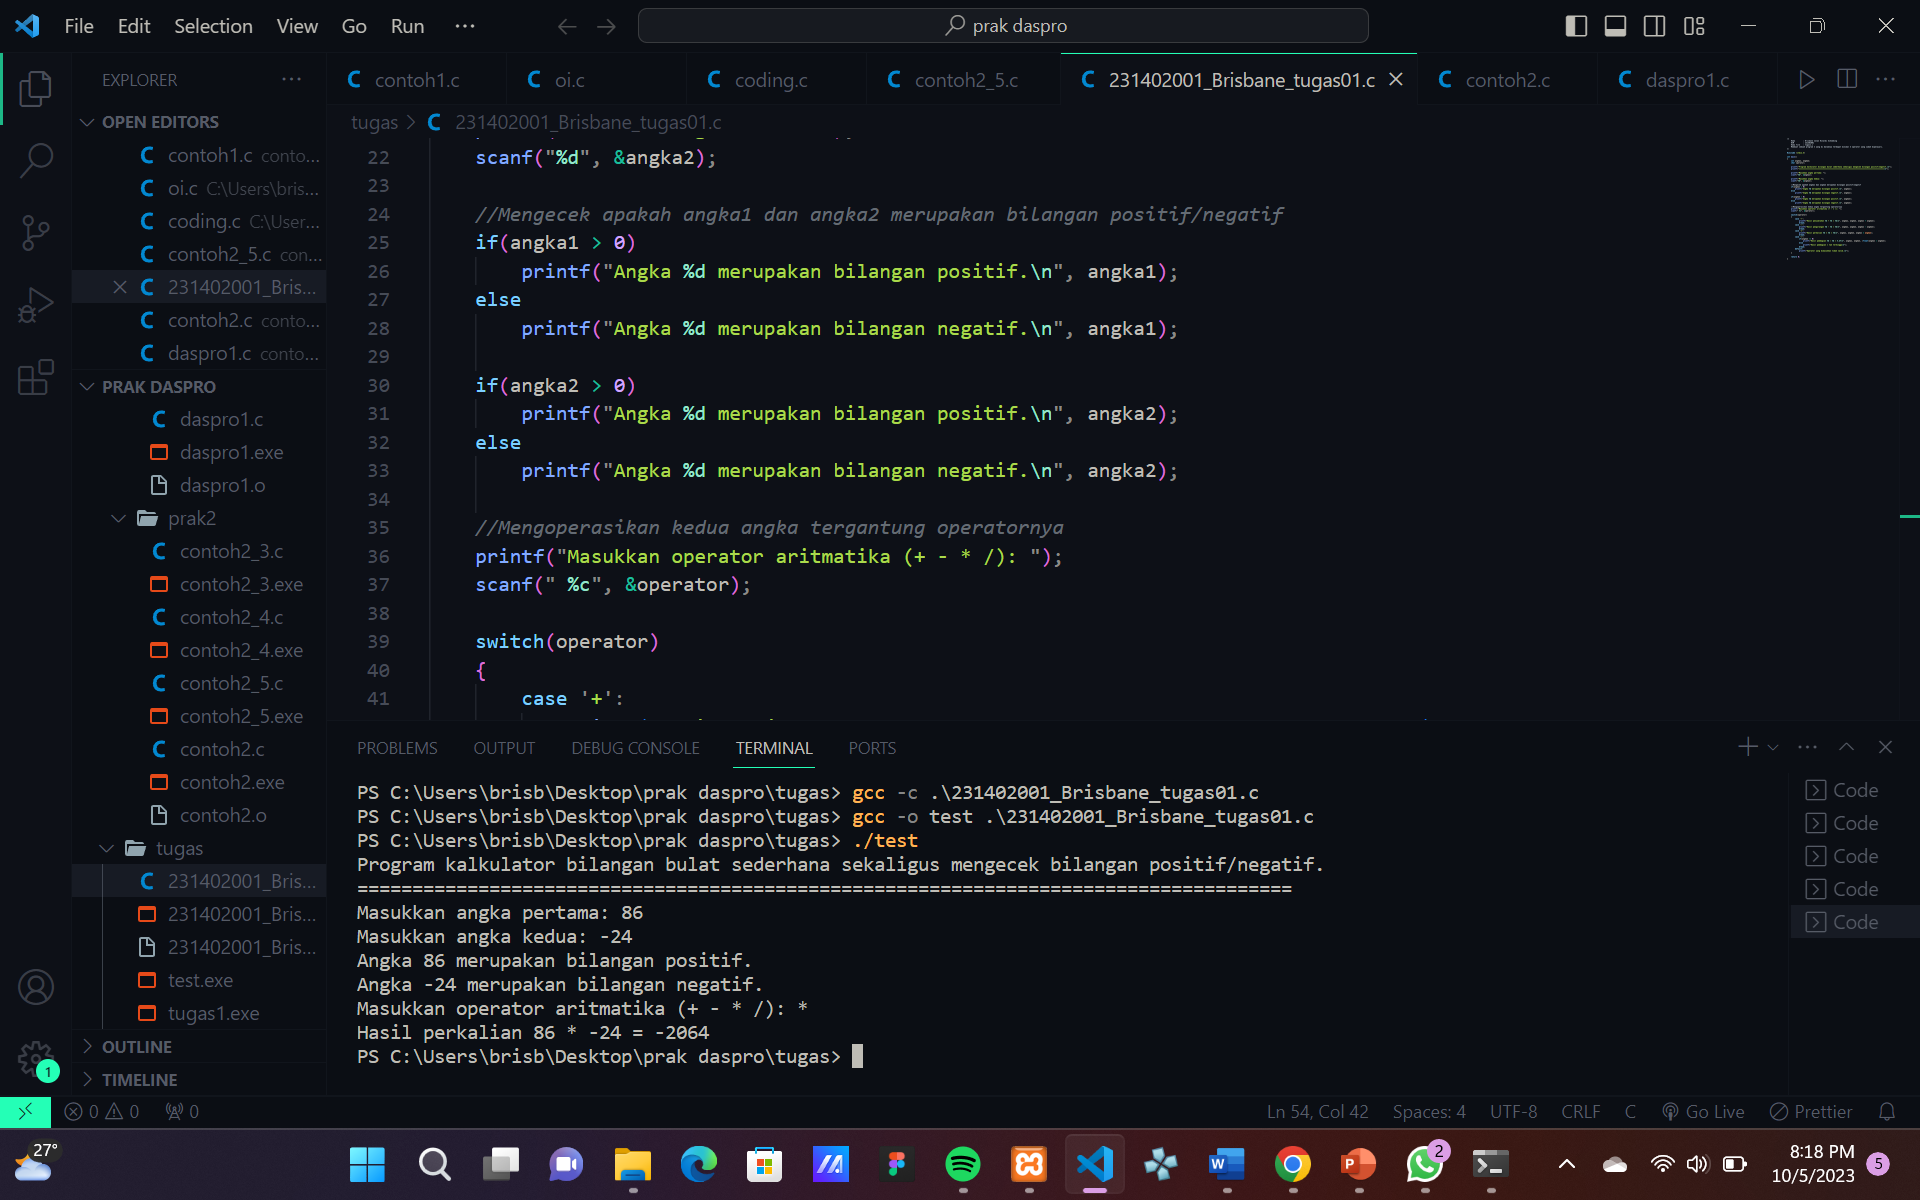 File Edit Selection View Go Run ···
prak daspro
EXPLORER ···
OPEN EDITORS
contoh1.c conto...
oi.c C:\Users\bris...
coding.c C:\User...
contoh2_5.c con...
231402001_Bris...
contoh2.c conto...
daspro1.c conto...
PRAK DASPRO
daspro1.c
daspro1.exe
daspro1.o
prak2
contoh2_3.c
contoh2_3.exe
contoh2_4.c
contoh2_4.exe
contoh2_5.c
contoh2_5.exe
contoh2.c
contoh2.exe
contoh2.o
tugas
231402001_Bris...
231402001_Bris...
231402001_Bris...
test.exe
tugas1.exe
OUTLINE
TIMELINE
contoh1.c oi.c coding.c contoh2_5.c 231402001_Brisbane_tugas01.c contoh2.c daspro1.c
tugas > 231402001_Brisbane_tugas01.c
22 scanf("%d", &angka2);
23
24 //Mengecek apakah angka1 dan angka2 merupakan bilangan positif/negatif
25 if(angka1 > 0)
26 printf("Angka %d merupakan bilangan positif.\n", angka1);
27 else
28 printf("Angka %d merupakan bilangan negatif.\n", angka1);
29
30 if(angka2 > 0)
31 printf("Angka %d merupakan bilangan positif.\n", angka2);
32 else
33 printf("Angka %d merupakan bilangan negatif.\n", angka2);
34
35 //Mengoperasikan kedua angka tergantung operatornya
36 printf("Masukkan operator aritmatika (+ - * /): ");
37 scanf(" %c", &operator);
38
39 switch(operator)
40 {
41 case '+':
PROBLEMS OUTPUT DEBUG CONSOLE TERMINAL PORTS
PS C:\Users\brisb\Desktop\prak daspro\tugas> gcc -c .\231402001_Brisbane_tugas01.c
PS C:\Users\brisb\Desktop\prak daspro\tugas> gcc -o test .\231402001_Brisbane_tugas01.c
PS C:\Users\brisb\Desktop\prak daspro\tugas> ./test
Program kalkulator bilangan bulat sederhana sekaligus mengecek bilangan positif/negatif.
=====================================================================================
Masukkan angka pertama: 86
Masukkan angka kedua: -24
Angka 86 merupakan bilangan positif.
Angka -24 merupakan bilangan negatif.
Masukkan operator aritmatika (+ - * /): *
Hasil perkalian 86 * -24 = -2064
PS C:\Users\brisb\Desktop\prak daspro\tugas>
Code
Code
Code
Code
Code
1
0 0 0
Ln 54, Col 42 Spaces: 4 UTF-8 CRLF C Go Live Prettier
27°
2
8:18 PM
10/5/2023
5